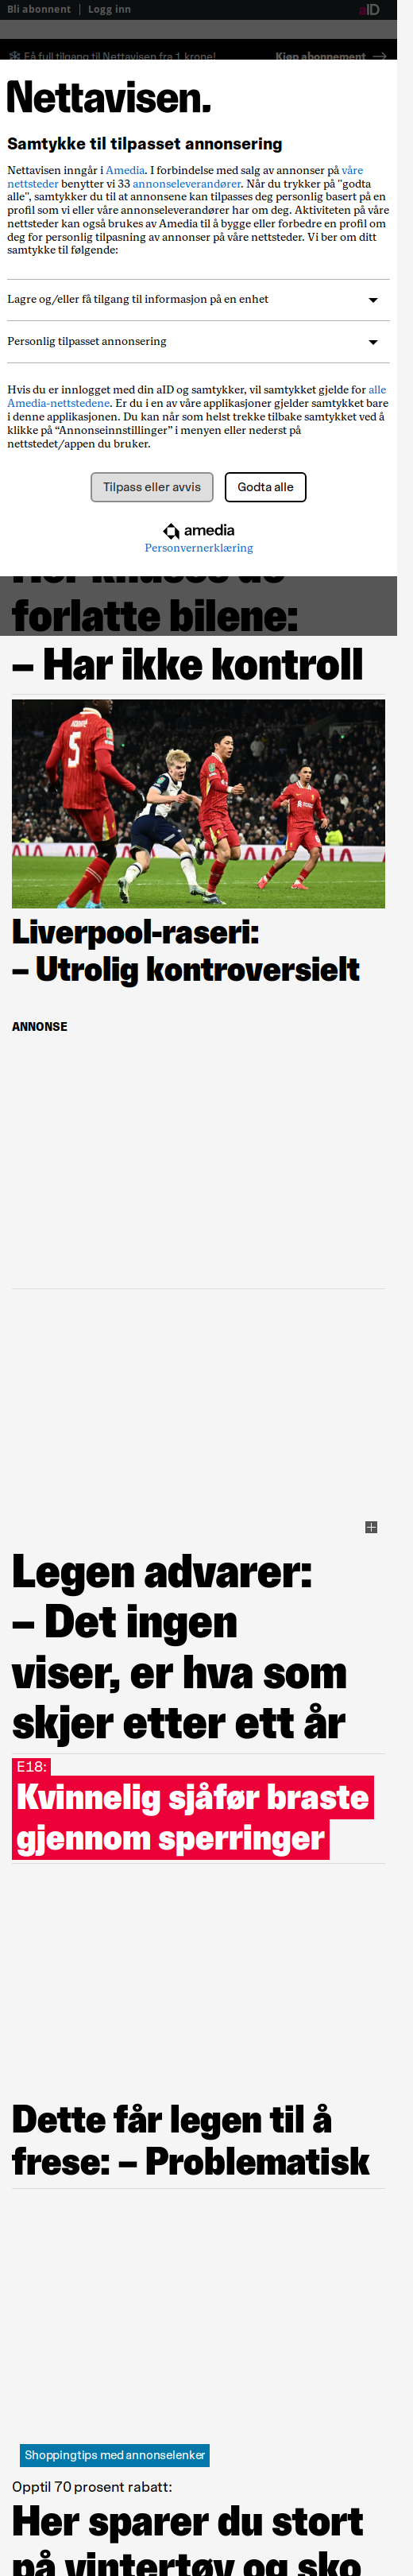 Bli abonnent | Logg inn
aID
Få full tilgang til Nettavisen fra 1 krone!
Kjøp abonnement →
Nettavisen.
Samtykke til tilpasset annonsering
Nettavisen inngår i Amedia. I forbindelse med salg av annonser på våre
nettsteder benytter vi 33 annonseleverandører. Når du trykker på "godta
alle", samtykker du til at annonsene kan tilpasses deg personlig basert på en
profil som vi eller våre annonseleverandører har om deg. Aktiviteten på våre
nettsteder kan også brukes av Amedia til å bygge eller forbedre en profil om
deg for personlig tilpasning av annonser på våre nettsteder. Vi ber om ditt
samtykke til følgende:
Lagre og/eller få tilgang til informasjon på en enhet
Personlig tilpasset annonsering
Hvis du er innlogget med din aID og samtykker, vil samtykket gjelde for alle
Amedia-nettstedene. Er du i en av våre applikasjoner gjelder samtykket bare
i denne applikasjonen. Du kan når som helst trekke tilbake samtykket ved å
klikke på “Annonseinnstillinger” i menyen eller nederst på
nettstedet/appen du bruker.
Tilpass eller avvis
Godta alle
amedia
Personvernerklæring
forlatte bilene:
– Har ikke kontroll
5
Liverpool-raseri:
– Utrolig kontroversielt
ANNONSE
Legen advarer:
– Det ingen
viser, er hva som
skjer etter ett år
E18:
Kvinnelig sjåfør braste
gjennom sperringer
Dette får legen til å
frese: – Problematisk
Shoppingtips med annonselenker
Opptil 70 prosent rabatt:
Her sparer du stort
på vintertøy og sko